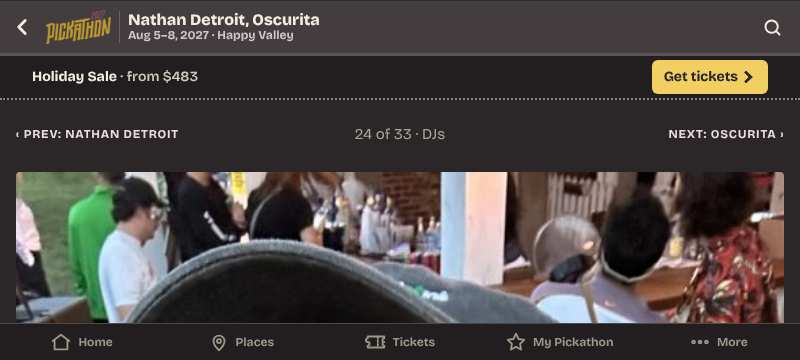 PICKATHON
Nathan Detroit, Oscurita
Aug 5–8, 2027 · Happy Valley
Holiday Sale · from $483
Get tickets
‹ PREV: NATHAN DETROIT
24 of 33 · DJs
NEXT: OSCURITA ›
Home
Places
Tickets
My Pickathon
More